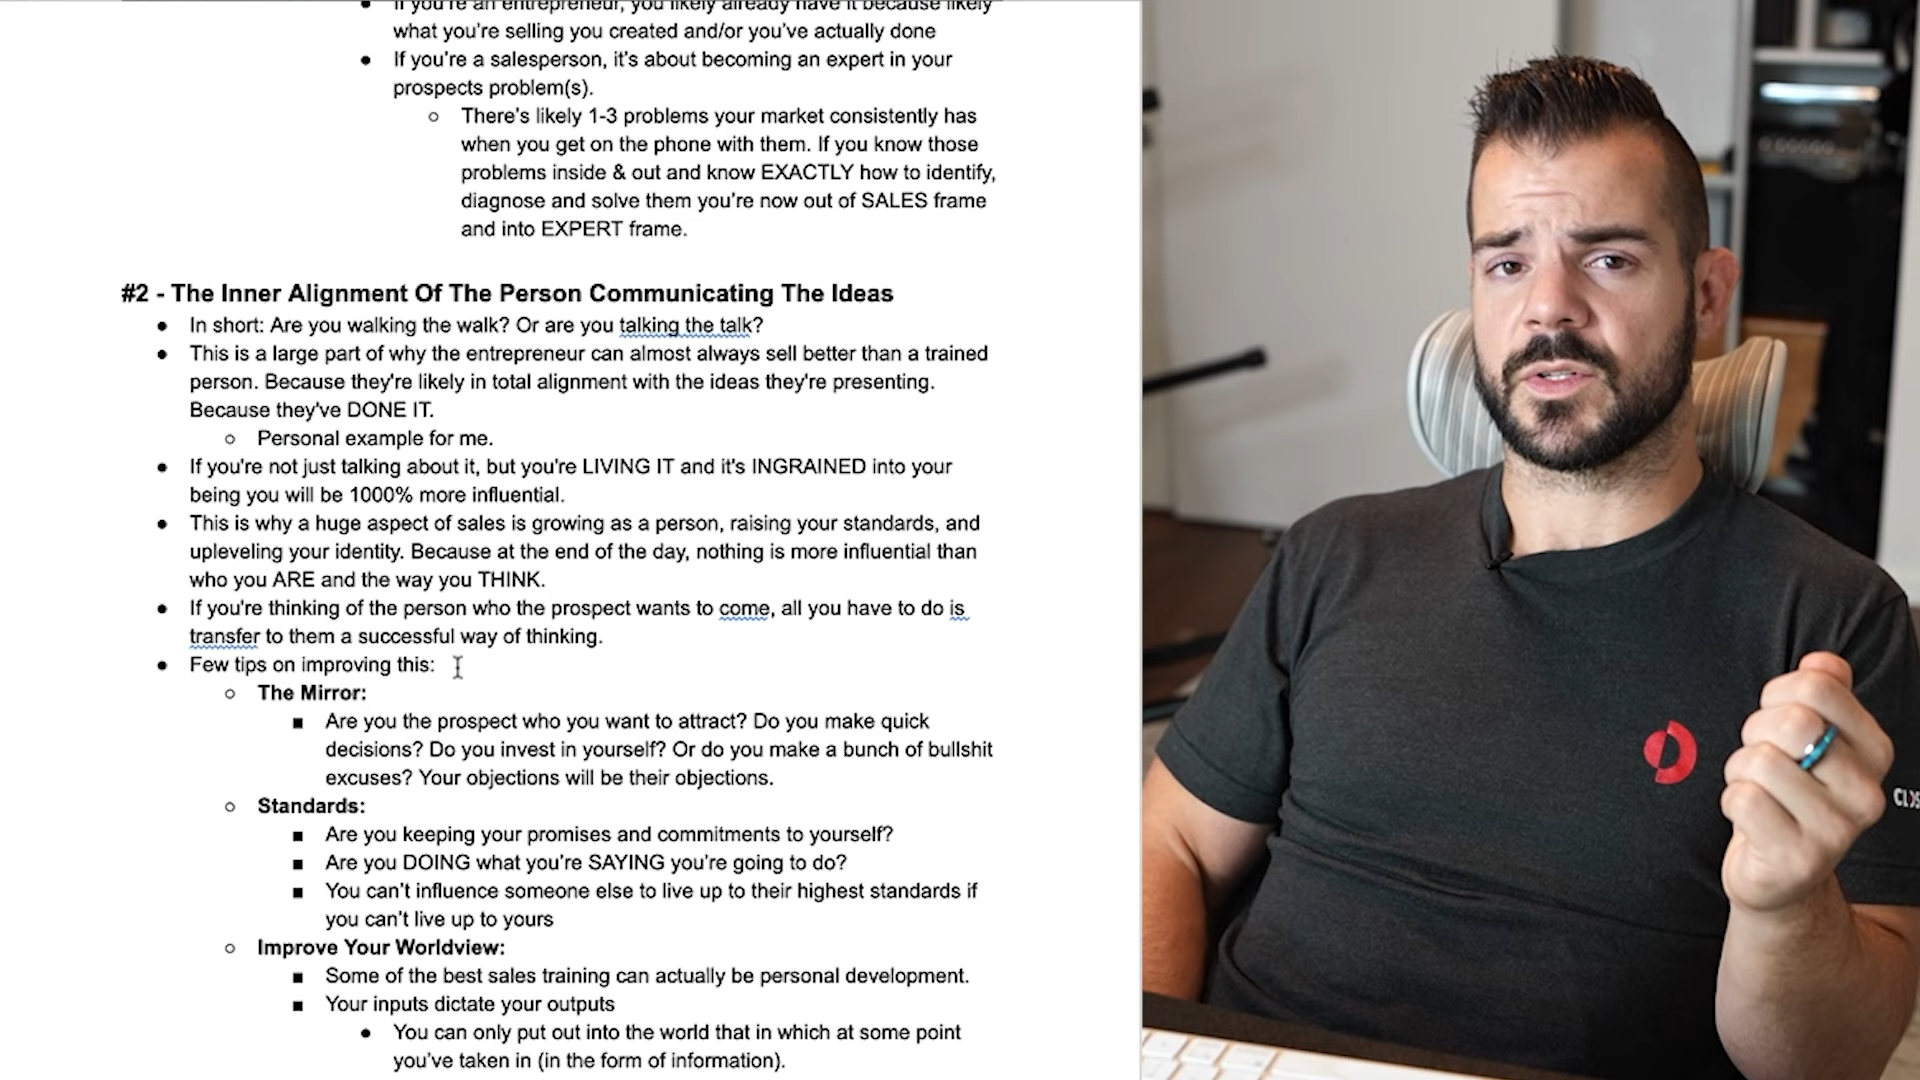 If you're an entrepreneur, you likely already have it because likely
what you're selling you created and/or you've actually done
If you're a salesperson, it's about becoming an expert in your
prospects problem(s).
There's likely 1-3 problems your market consistently has
when you get on the phone with them. If you know those
problems inside & out and know EXACTLY how to identify,
diagnose and solve them you're now out of SALES frame
and into EXPERT frame.
#2 - The Inner Alignment Of The Person Communicating The Ideas
In short: Are you walking the walk? Or are you talking the talk?
This is a large part of why the entrepreneur can almost always sell better than a trained
person. Because they're likely in total alignment with the ideas they're presenting.
Because they've DONE IT.
Personal example for me.
If you're not just talking about it, but you're LIVING IT and it's INGRAINED into your
being you will be 1000% more influential.
This is why a huge aspect of sales is growing as a person, raising your standards, and
upleveling your identity. Because at the end of the day, nothing is more influential than
who you ARE and the way you THINK.
If you're thinking of the person who the prospect wants to come, all you have to do is
transfer to them a successful way of thinking.
Few tips on improving this:
The Mirror:
Are you the prospect who you want to attract? Do you make quick
decisions? Do you invest in yourself? Or do you make a bunch of bullshit
excuses? Your objections will be their objections.
Standards:
Are you keeping your promises and commitments to yourself?
Are you DOING what you're SAYING you're going to do?
You can't influence someone else to live up to their highest standards if
you can't live up to yours
Improve Your Worldview:
Some of the best sales training can actually be personal development.
Your inputs dictate your outputs
You can only put out into the world that in which at some point
you've taken in (in the form of information).